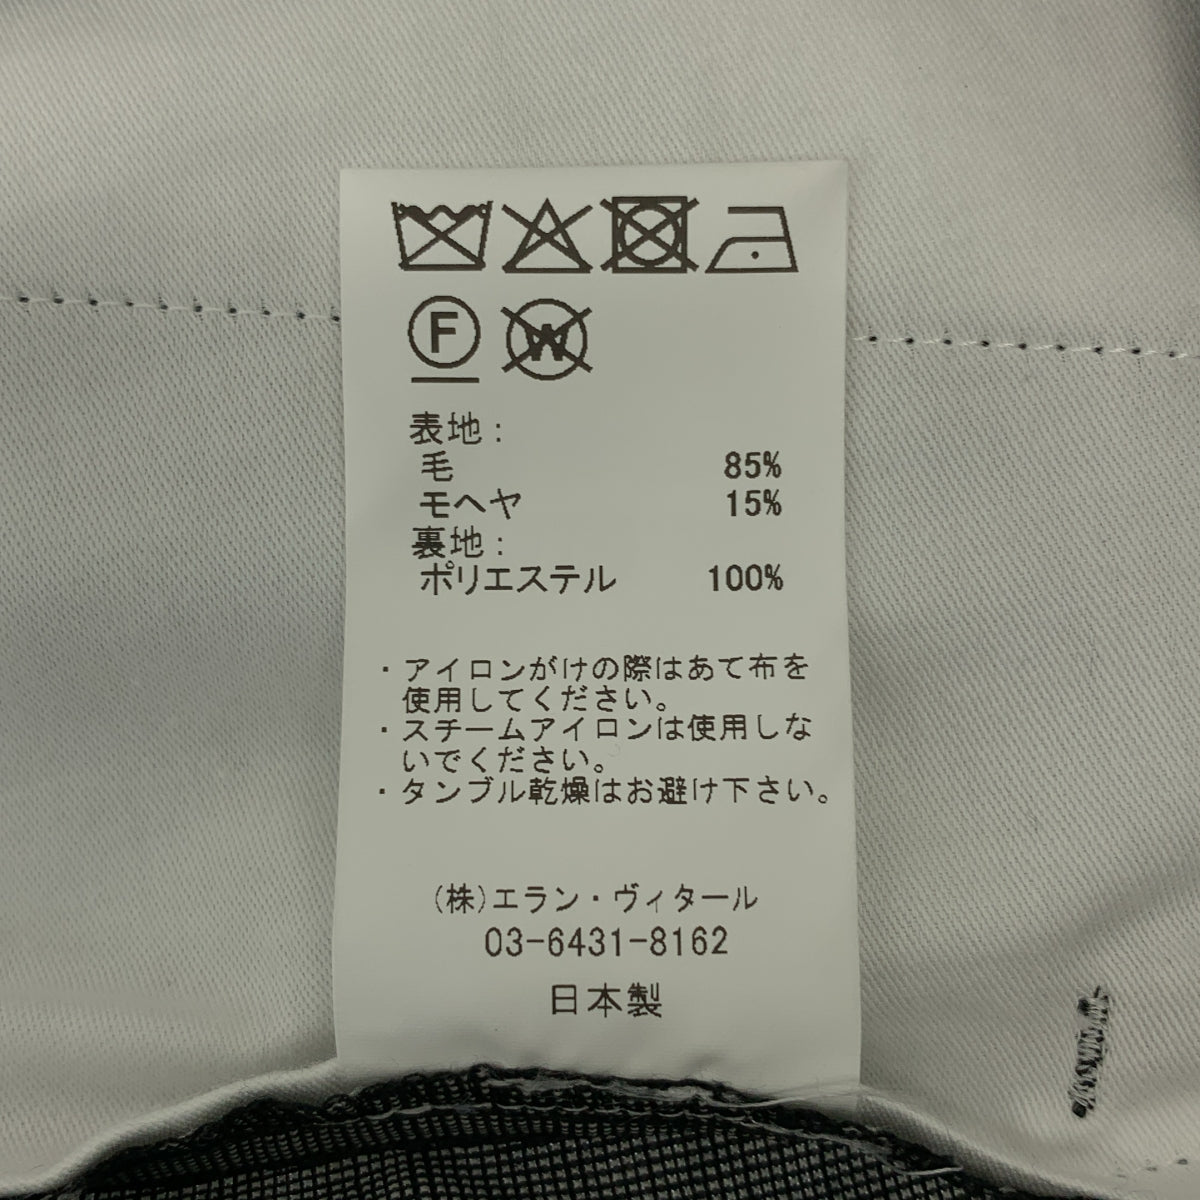 F W
表地:
毛 85%
モヘヤ 15%
裏地:
ポリエステル 100%
・アイロンがけの際はあて布を
使用してください。
・スチームアイロンは使用しな
いでください。
・タンブル乾燥はお避け下さい。
(株)エラン・ヴィタール
03-6431-8162
日本製